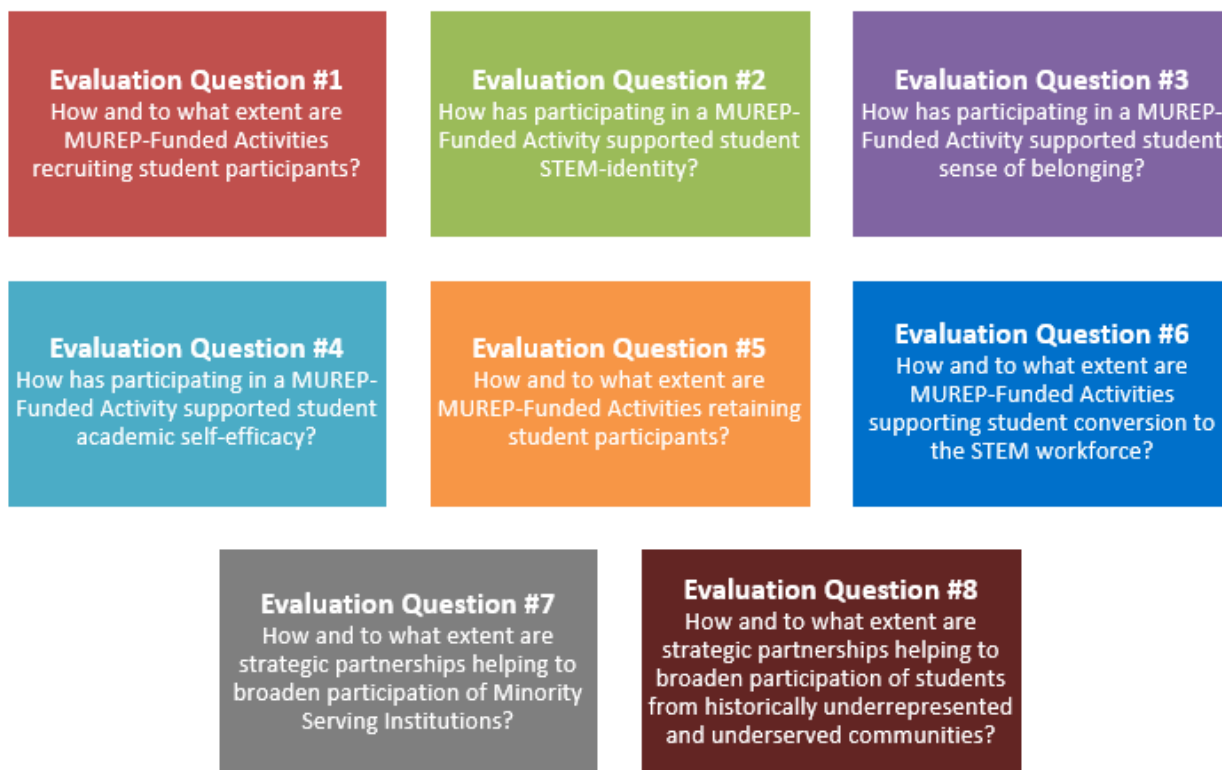 Evaluation Question #1
How and to what extent are
MUREP-Funded Activities
recruiting student participants?
Evaluation Question #2
How has participating in a MUREP-
Funded Activity supported student
STEM-identity?
Evaluation Question #3
How has participating in a MUREP-
Funded Activity supported student
sense of belonging?
Evaluation Question #4
How has participating in a MUREP-
Funded Activity supported student
academic self-efficacy?
Evaluation Question #5
How and to what extent are
MUREP-Funded Activities retaining
student participants?
Evaluation Question #6
How and to what extent are
MUREP-Funded Activities
supporting student conversion to
the STEM workforce?
Evaluation Question #7
How and to what extent are
strategic partnerships helping to
broaden participation of Minority
Serving Institutions?
Evaluation Question #8
How and to what extent are
strategic partnerships helping to
broaden participation of students
from historically underrepresented
and underserved communities?